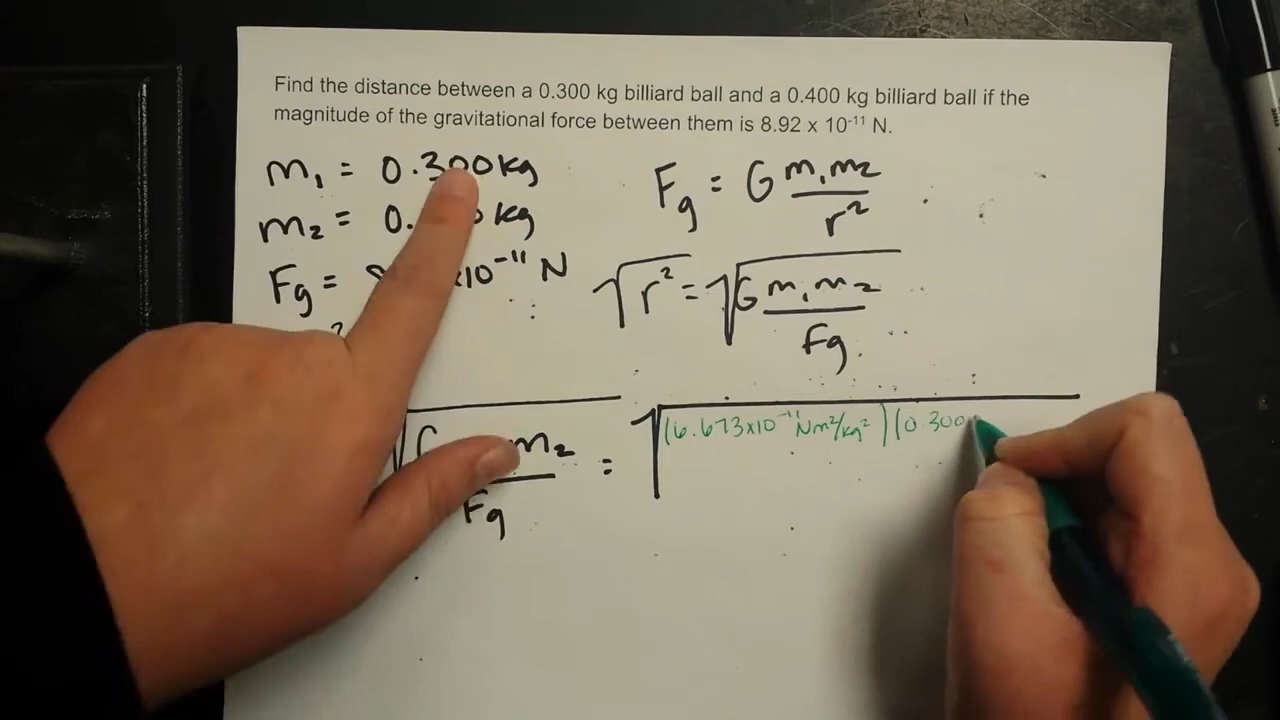 Find the distance between a 0.300 kg billiard ball and a 0.400 kg billiard ball if the
magnitude of the gravitational force between them is 8.92 x 10⁻¹¹ N.
m₁ = 0.300kg
Fg = G m₁m₂ / r²
m₂ = 0. kg
Fg = x10⁻¹¹ N
√r² = √G m₁m₂ / Fg
√G m₂ / Fg = √(6.673x10⁻¹¹ Nm²/kg²)(0.300